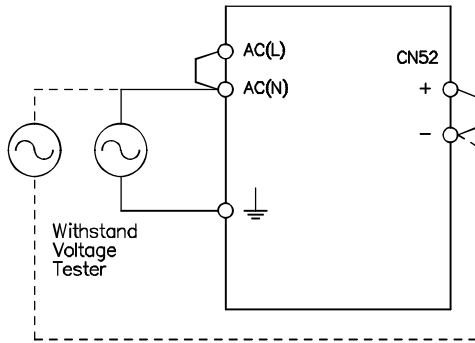 AC(L)
CN52
AC(N)
+
−
Withstand
Voltage
Tester